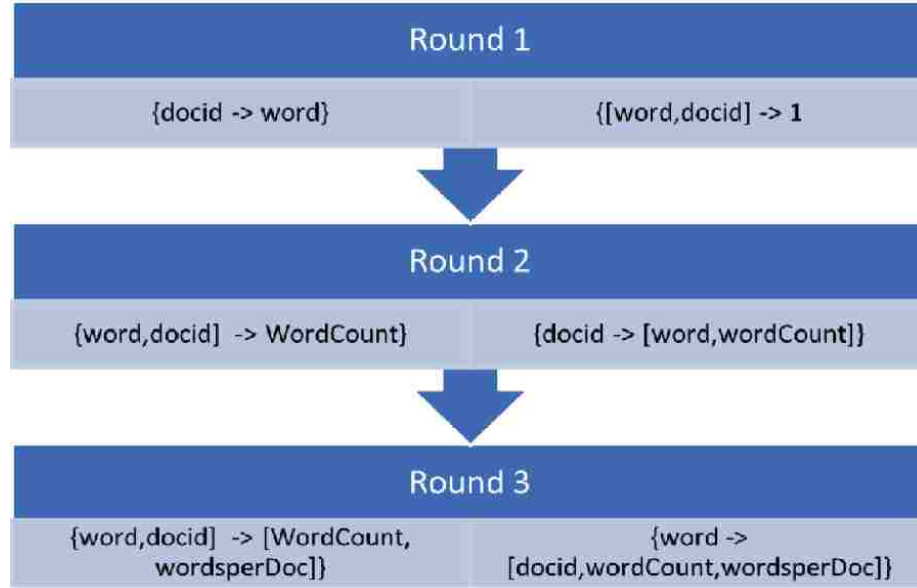 Round 1
{docid -> word}
{[word,docid] -> 1
Round 2
{word,docid]  -> WordCount}
{docid -> [word,wordCount]}
Round 3
{word,docid]  -> [WordCount,
wordsperDoc]}
{word ->
[docid,wordCount,wordsperDoc]}